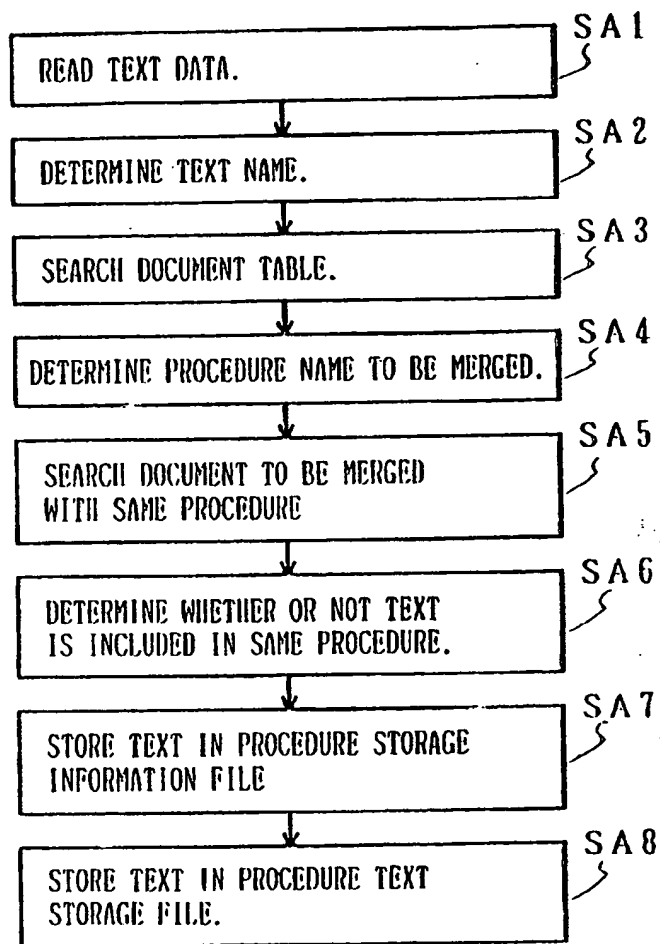 SA1
READ TEXT DATA.
SA2
DETERMINE TEXT NAME.
SA3
SEARCH DOCUMENT TABLE.
SA4
DETERMINE PROCEDURE NAME TO BE MERGED.
SA5
SEARCH DOCUMENT TO BE MERGED
WITH SAME PROCEDURE
SA6
DETERMINE WHETHER OR NOT TEXT
IS INCLUDED IN SAME PROCEDURE.
SA7
STORE TEXT IN PROCEDURE STORAGE
INFORMATION FILE
SA8
STORE TEXT IN PROCEDURE TEXT
STORAGE FILE.